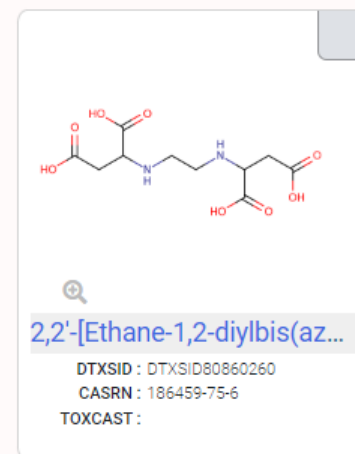 HO O
O
HO N
H
H
N O
OH
HO O
2,2'-[Ethane-1,2-diylbis(az...
DTXSID : DTXSID80860260
CASRN : 186459-75-6
TOXCAST :